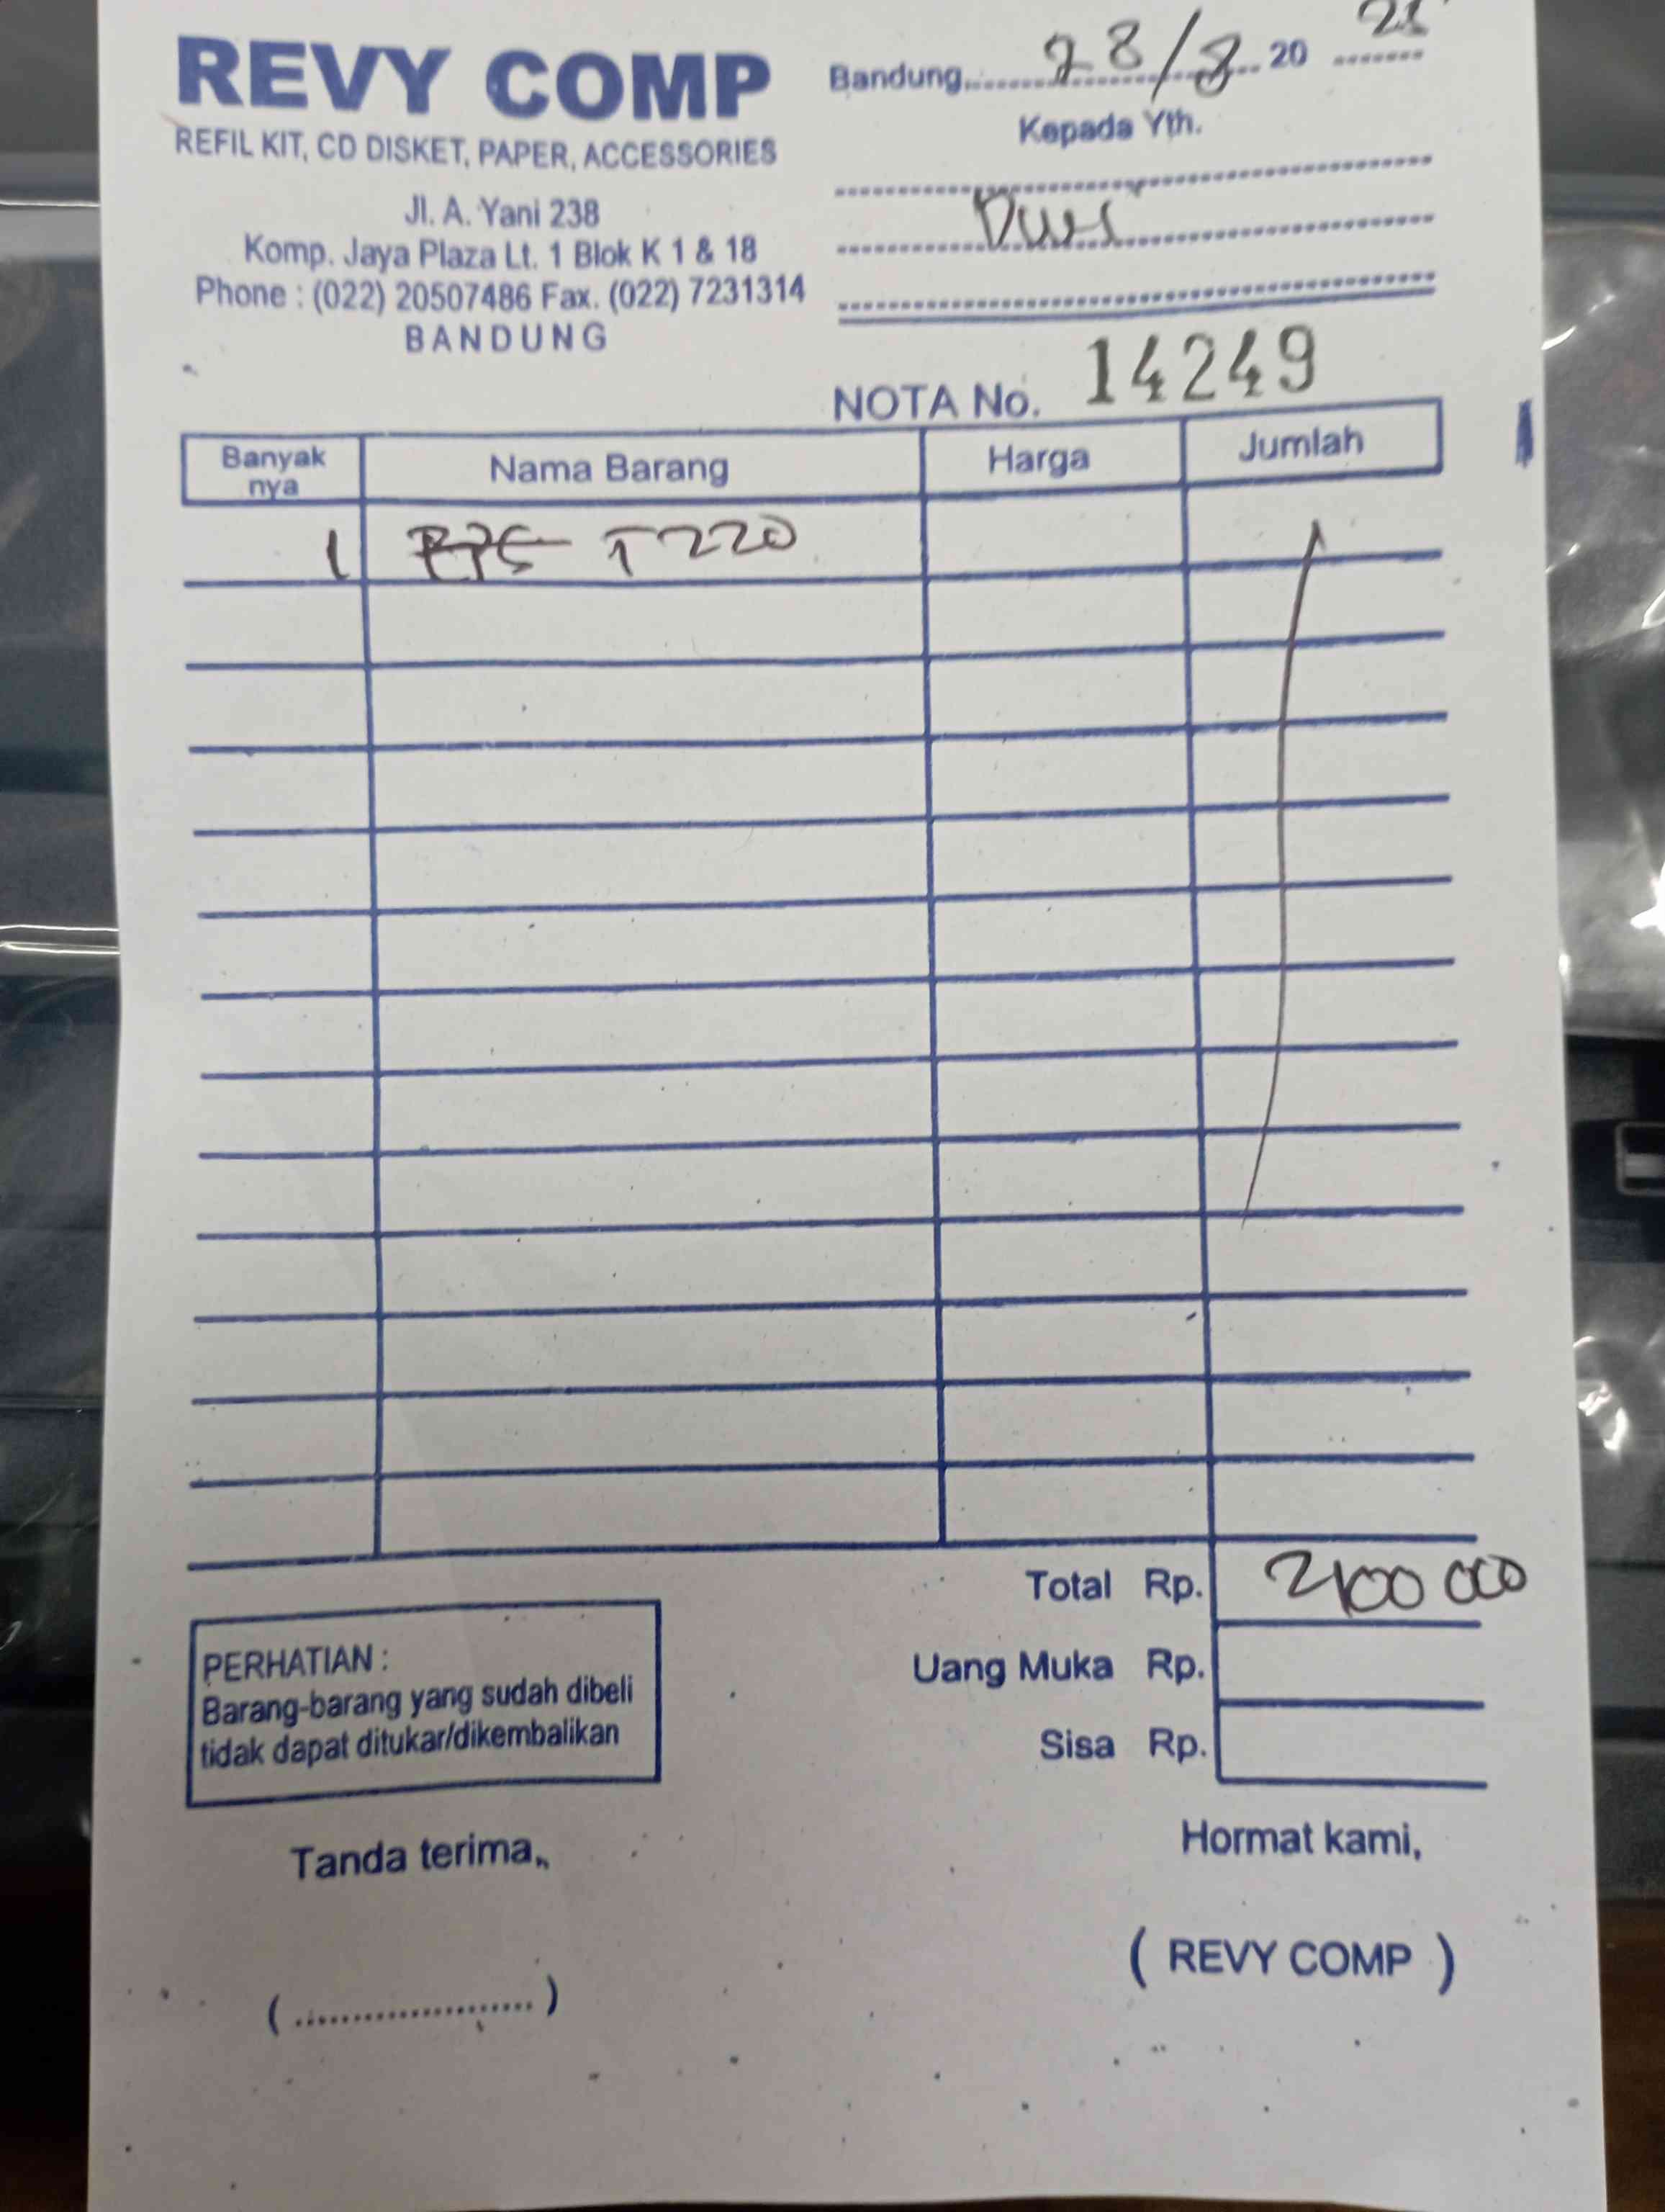 REVY COMP
REFIL KIT, CD DISKET, PAPER, ACCESSORIES
Jl. A. Yani 238
Komp. Jaya Plaza Lt. 1 Blok K 1 & 18
Phone : (022) 20507486 Fax. (022) 7231314
BANDUNG
Bandung, 28/8 20
Kepada Yth.
NOTA No. 14249
Banyak nya Nama Barang Harga Jumlah
1 T220
Total Rp. 2100 000
Uang Muka Rp.
Sisa Rp.
PERHATIAN :
Barang-barang yang sudah dibeli
tidak dapat ditukar/dikembalikan
Tanda terima,
Hormat kami,
( REVY COMP )
(....................)